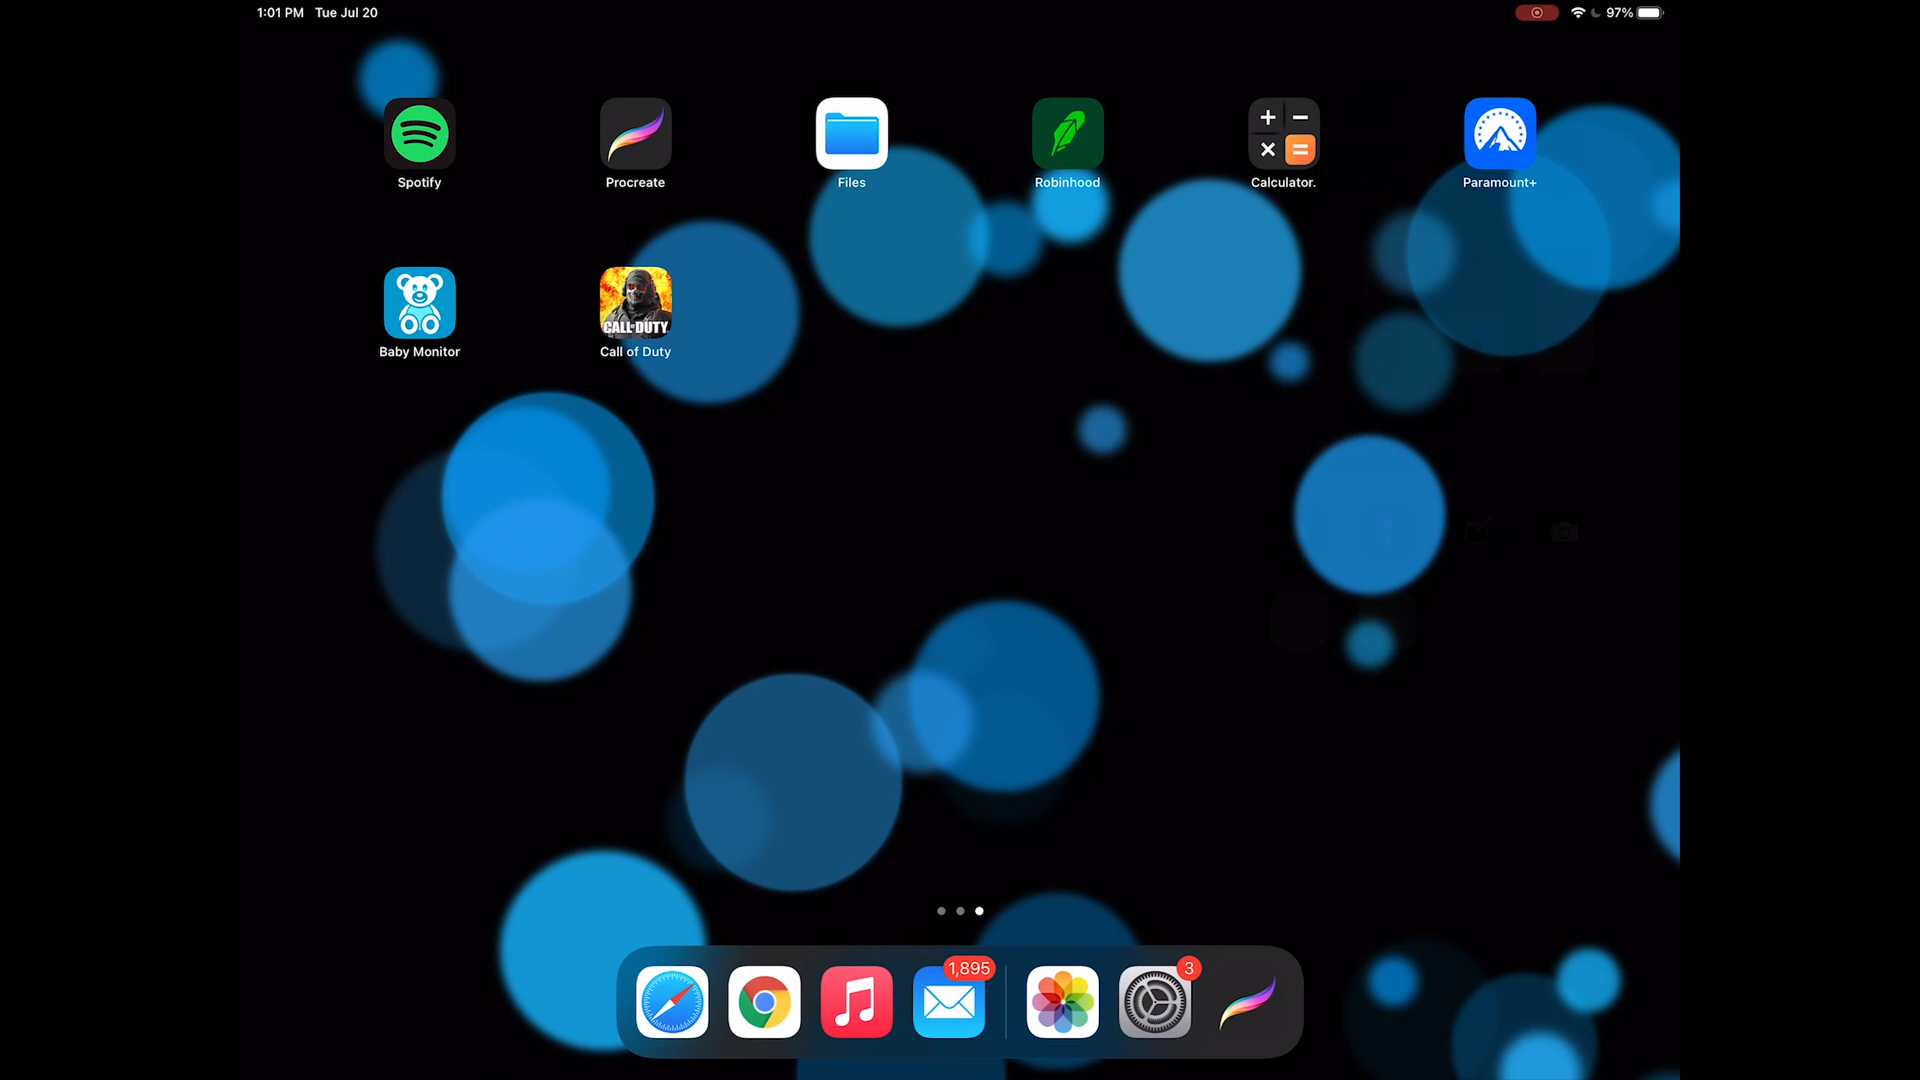 1:01 PM Tue Jul 20 97%
Spotify Procreate Files Robinhood Calculator. Paramount+
CALL OF DUTY
Baby Monitor Call of Duty
1,895 3